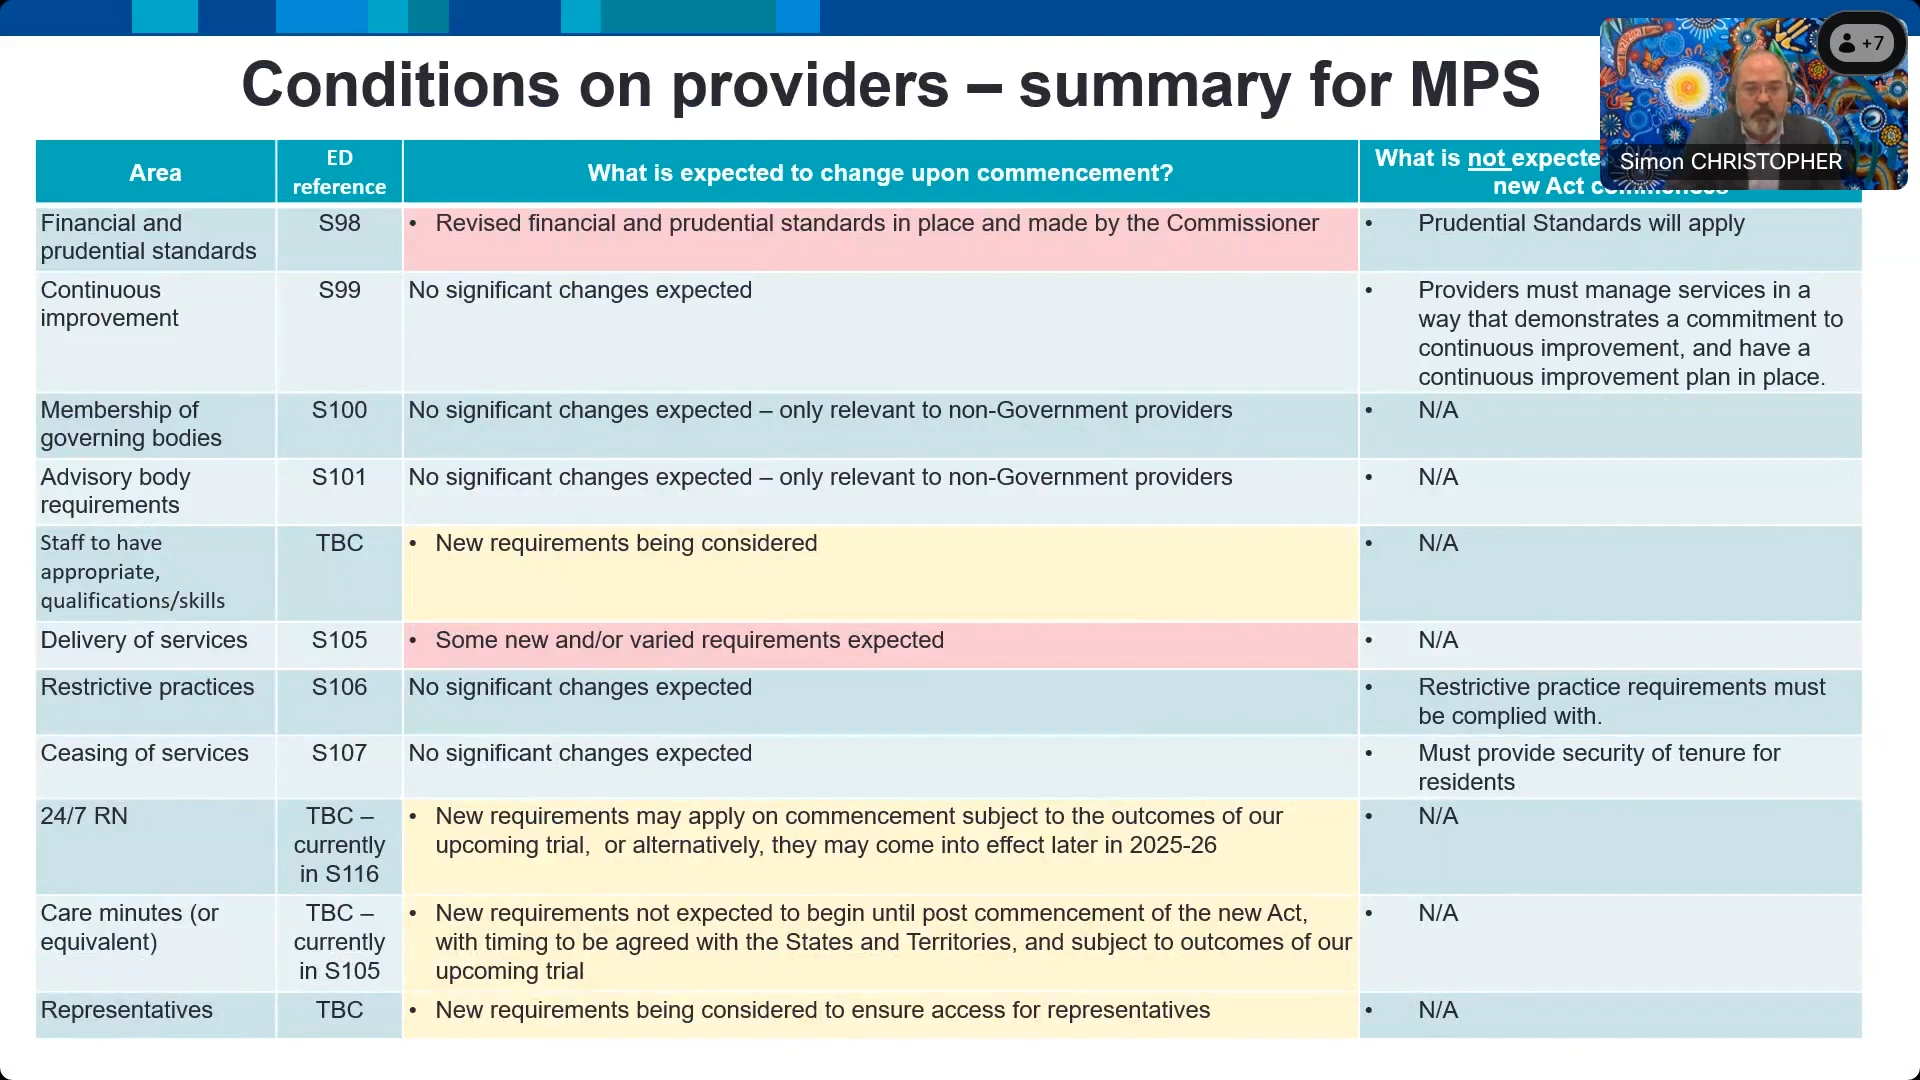 Conditions on providers – summary for MPS
+7
Simon CHRISTOPHER
Area
ED
reference
What is expected to change upon commencement?
What is not expecte
new Act
Financial and
prudential standards
S98
• Revised financial and prudential standards in place and made by the Commissioner
• Prudential Standards will apply
Continuous
improvement
S99
No significant changes expected
• Providers must manage services in a
way that demonstrates a commitment to
continuous improvement, and have a
continuous improvement plan in place.
Membership of
governing bodies
S100
No significant changes expected – only relevant to non-Government providers
• N/A
Advisory body
requirements
S101
No significant changes expected – only relevant to non-Government providers
• N/A
Staff to have
appropriate,
qualifications/skills
TBC
• New requirements being considered
• N/A
Delivery of services
S105
• Some new and/or varied requirements expected
• N/A
Restrictive practices
S106
No significant changes expected
• Restrictive practice requirements must
be complied with.
Ceasing of services
S107
No significant changes expected
• Must provide security of tenure for
residents
24/7 RN
TBC –
currently
in S116
• New requirements may apply on commencement subject to the outcomes of our
upcoming trial, or alternatively, they may come into effect later in 2025-26
• N/A
Care minutes (or
equivalent)
TBC –
currently
in S105
• New requirements not expected to begin until post commencement of the new Act,
with timing to be agreed with the States and Territories, and subject to outcomes of our
upcoming trial
• N/A
Representatives
TBC
• New requirements being considered to ensure access for representatives
• N/A